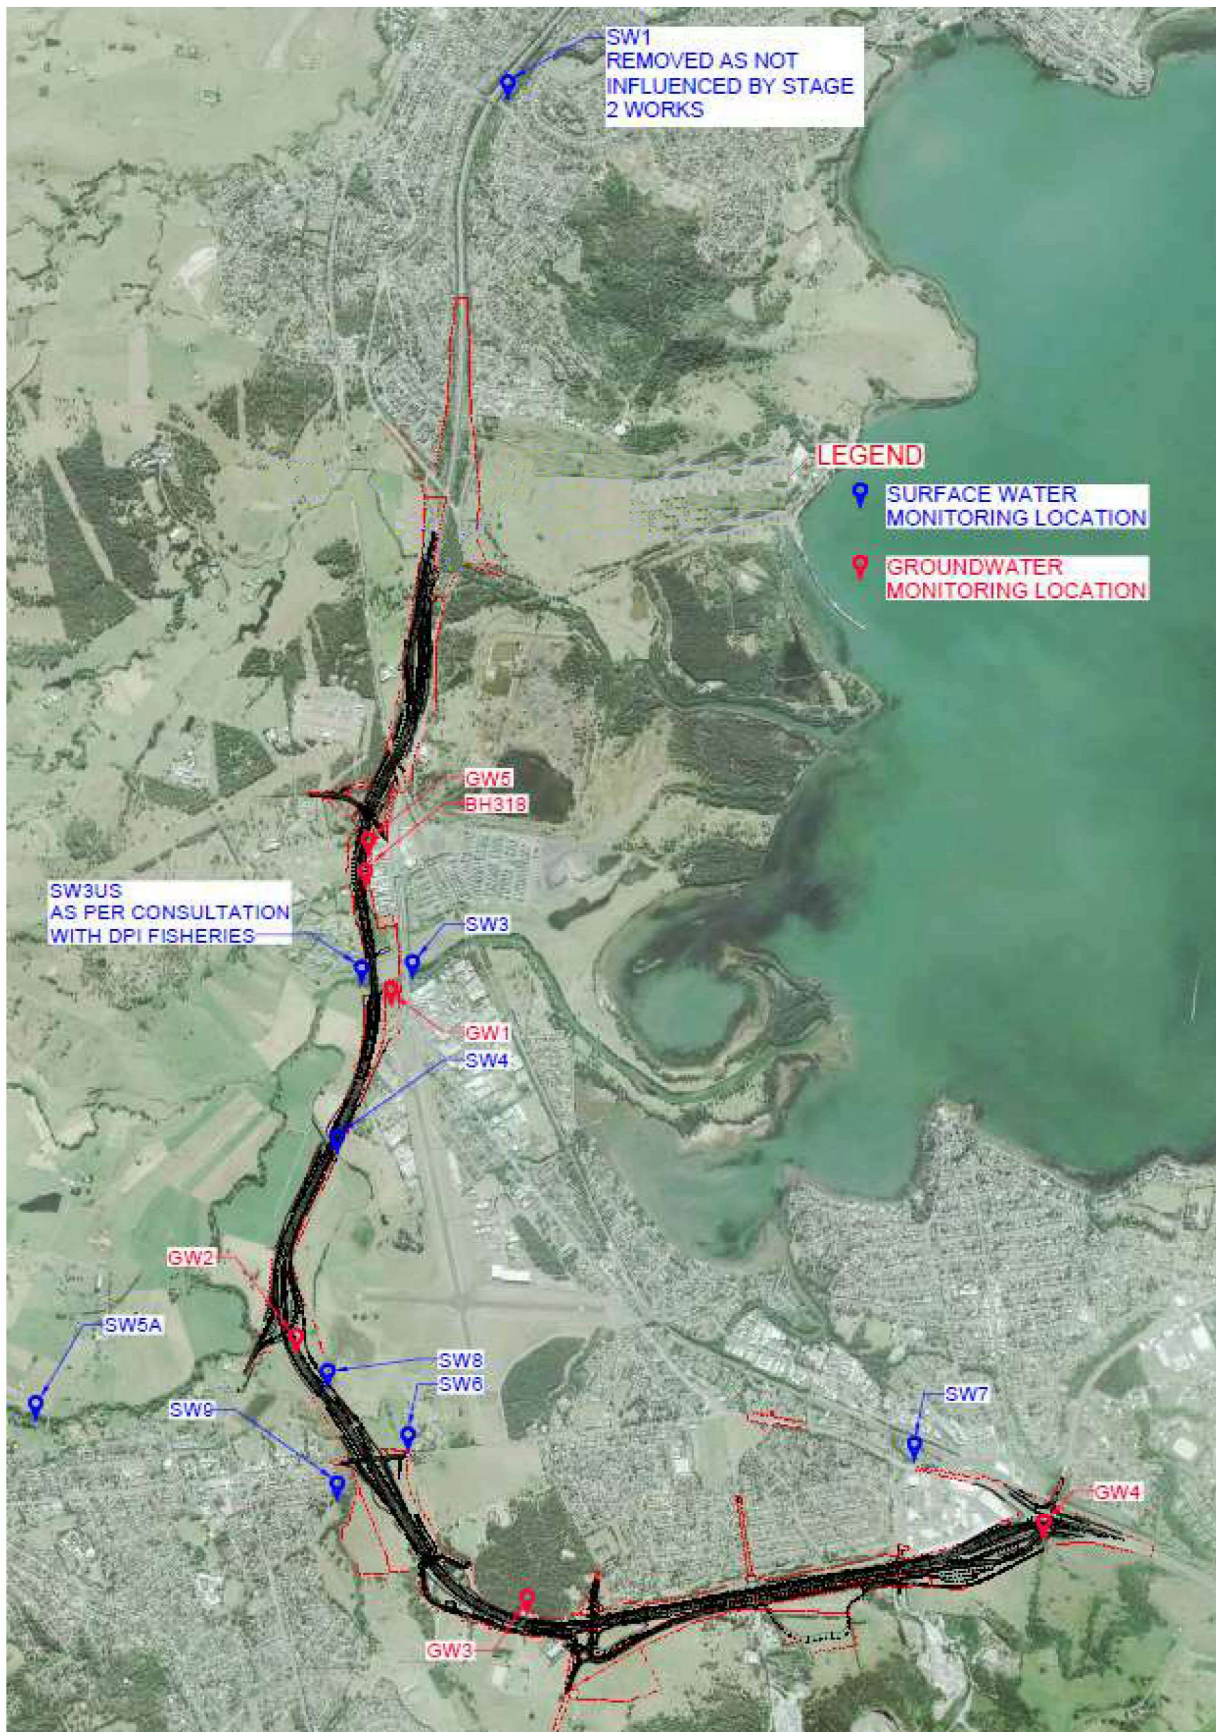 SW1
REMOVED AS NOT
INFLUENCED BY STAGE
2 WORKS
LEGEND
SURFACE WATER
MONITORING LOCATION
GROUNDWATER
MONITORING LOCATION
GW5
BH318
SW3US
AS PER CONSULTATION
WITH DPI FISHERIES
SW3
GW1
SW4
GW2
SW5A
SW8
SW6
SW9
SW7
GW4
GW3